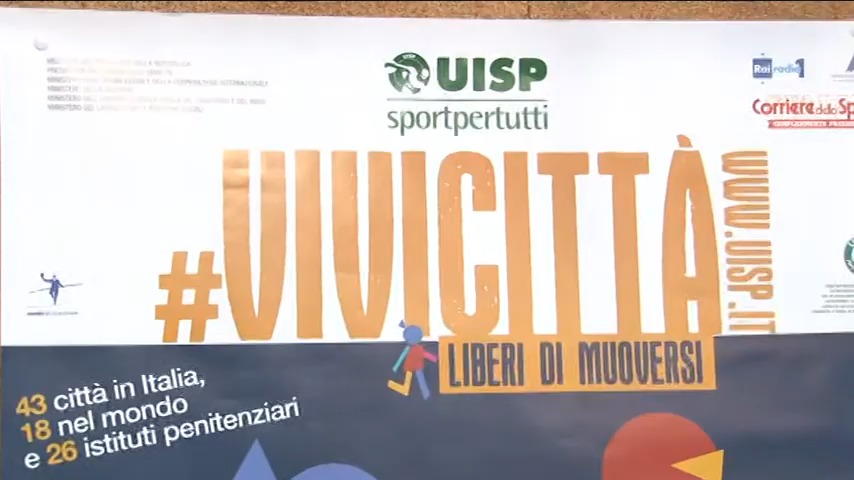 UISP
sportpertutti
Rai radio1
Corriere dello Sp
#VIVICITTÀ
WWW.UISP.IT
LIBERI DI MUOVERSI
43 città in Italia,
18 nel mondo
e 26 istituti penitenziari